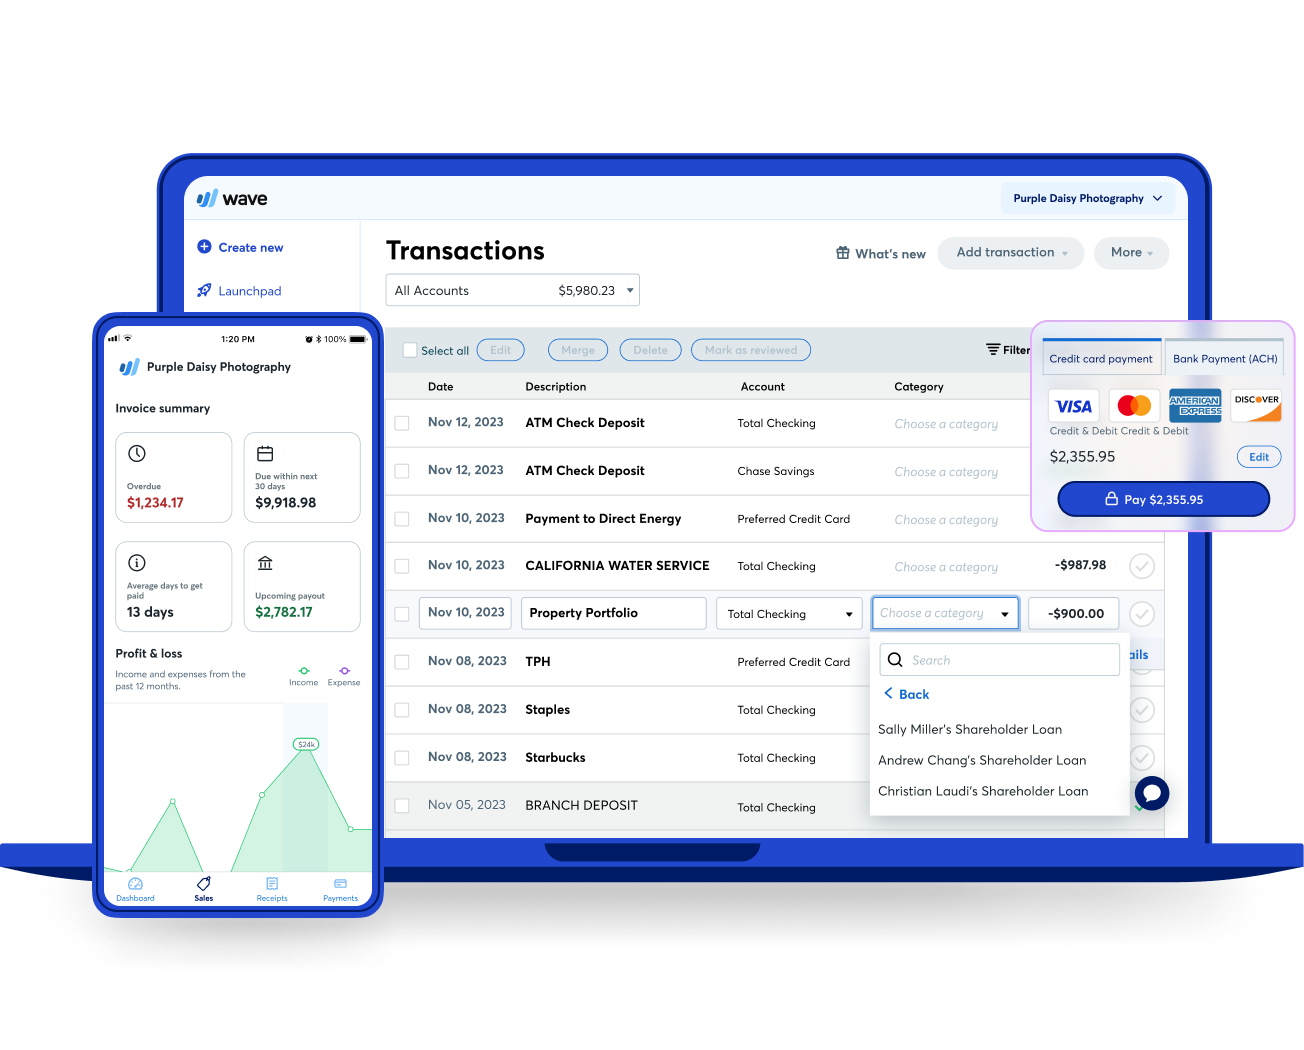 wave
Purple Daisy Photography
Create new
Launchpad
Transactions
What's new
Add transaction
More
All Accounts $5,980.23
Select all Edit Merge Delete Mark as reviewed Filter
Date Description Account Category
Nov 12, 2023 ATM Check Deposit Total Checking Choose a category
Nov 12, 2023 ATM Check Deposit Chase Savings Choose a category
Nov 10, 2023 Payment to Direct Energy Preferred Credit Card Choose a category
Nov 10, 2023 CALIFORNIA WATER SERVICE Total Checking Choose a category -$987.98
Nov 10, 2023 Property Portfolio Total Checking Choose a category -$900.00
Nov 08, 2023 TPH Preferred Credit Card
Nov 08, 2023 Staples Total Checking
Nov 08, 2023 Starbucks Total Checking
Nov 05, 2023 BRANCH DEPOSIT Total Checking
Search
ails
Back
Sally Miller's Shareholder Loan
Andrew Chang's Shareholder Loan
Christian Laudi's Shareholder Loan
Credit card payment Bank Payment (ACH)
VISA AMERICAN EXPRESS DISCOVER
Credit & Debit Credit & Debit
$2,355.95 Edit
Pay $2,355.95
1:20 PM 100%
Purple Daisy Photography
Invoice summary
Overdue
$1,234.17
Due within next
30 days
$9,918.98
Average days to get
paid
13 days
Upcoming payout
$2,782.17
Profit & loss
Income and expenses from the
past 12 months.
Income Expense
$24k
Dashboard Sales Receipts Payments